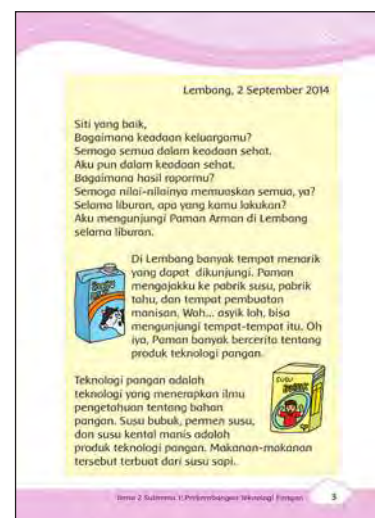 Lembang, 2 September 2014
Siti yang baik,
Bagaimana keadaan keluargamu?
Semoga semua dalam keadaan sehat.
Aku pun dalam keadaan sehat.
Bagaimana hasil rapormu?
Semoga nilai-nilainya memuaskan semua, ya?
Selama liburan, apa yang kamu lakukan?
Aku mengunjungi Paman Arman di Lembang
selama liburan.
Di Lembang banyak tempat menarik
yang dapat dikunjungi. Paman
mengajakku ke pabrik susu, pabrik
tahu, dan tempat pembuatan
manisan. Wah... asyik loh, bisa
mengunjungi tempat-tempat itu. Oh
iya, Paman banyak bercerita tentang
produk teknologi pangan.
Teknologi pangan adalah
teknologi yang menerapkan ilmu
pengetahuan tentang bahan
pangan. Susu bubuk, permen susu,
dan susu kental manis adalah
produk teknologi pangan. Makanan-makanan
tersebut terbuat dari susu sapi.
SUSU
Tema 2 Subtema 1: Perkembangan Teknologi Pangan
3